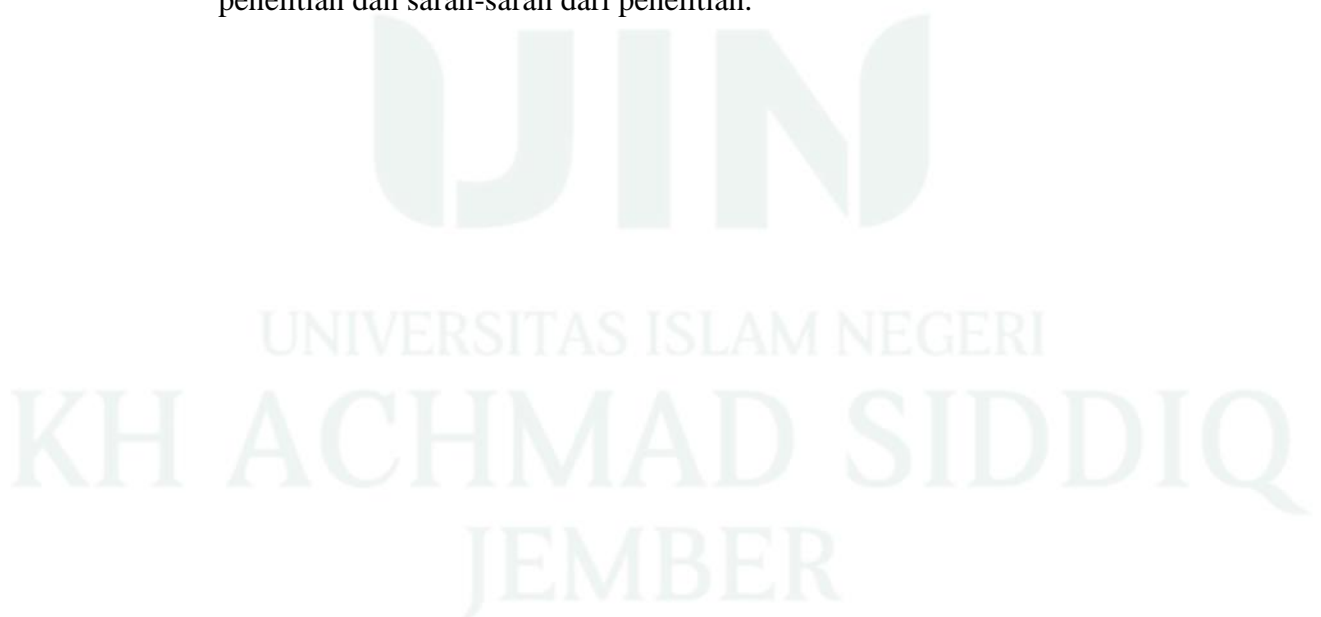 penelitian dan saran-saran dari penelitian.
UIN
UNIVERSITAS ISLAM NEGERI
KH ACHMAD SIDDIQ
JEMBER